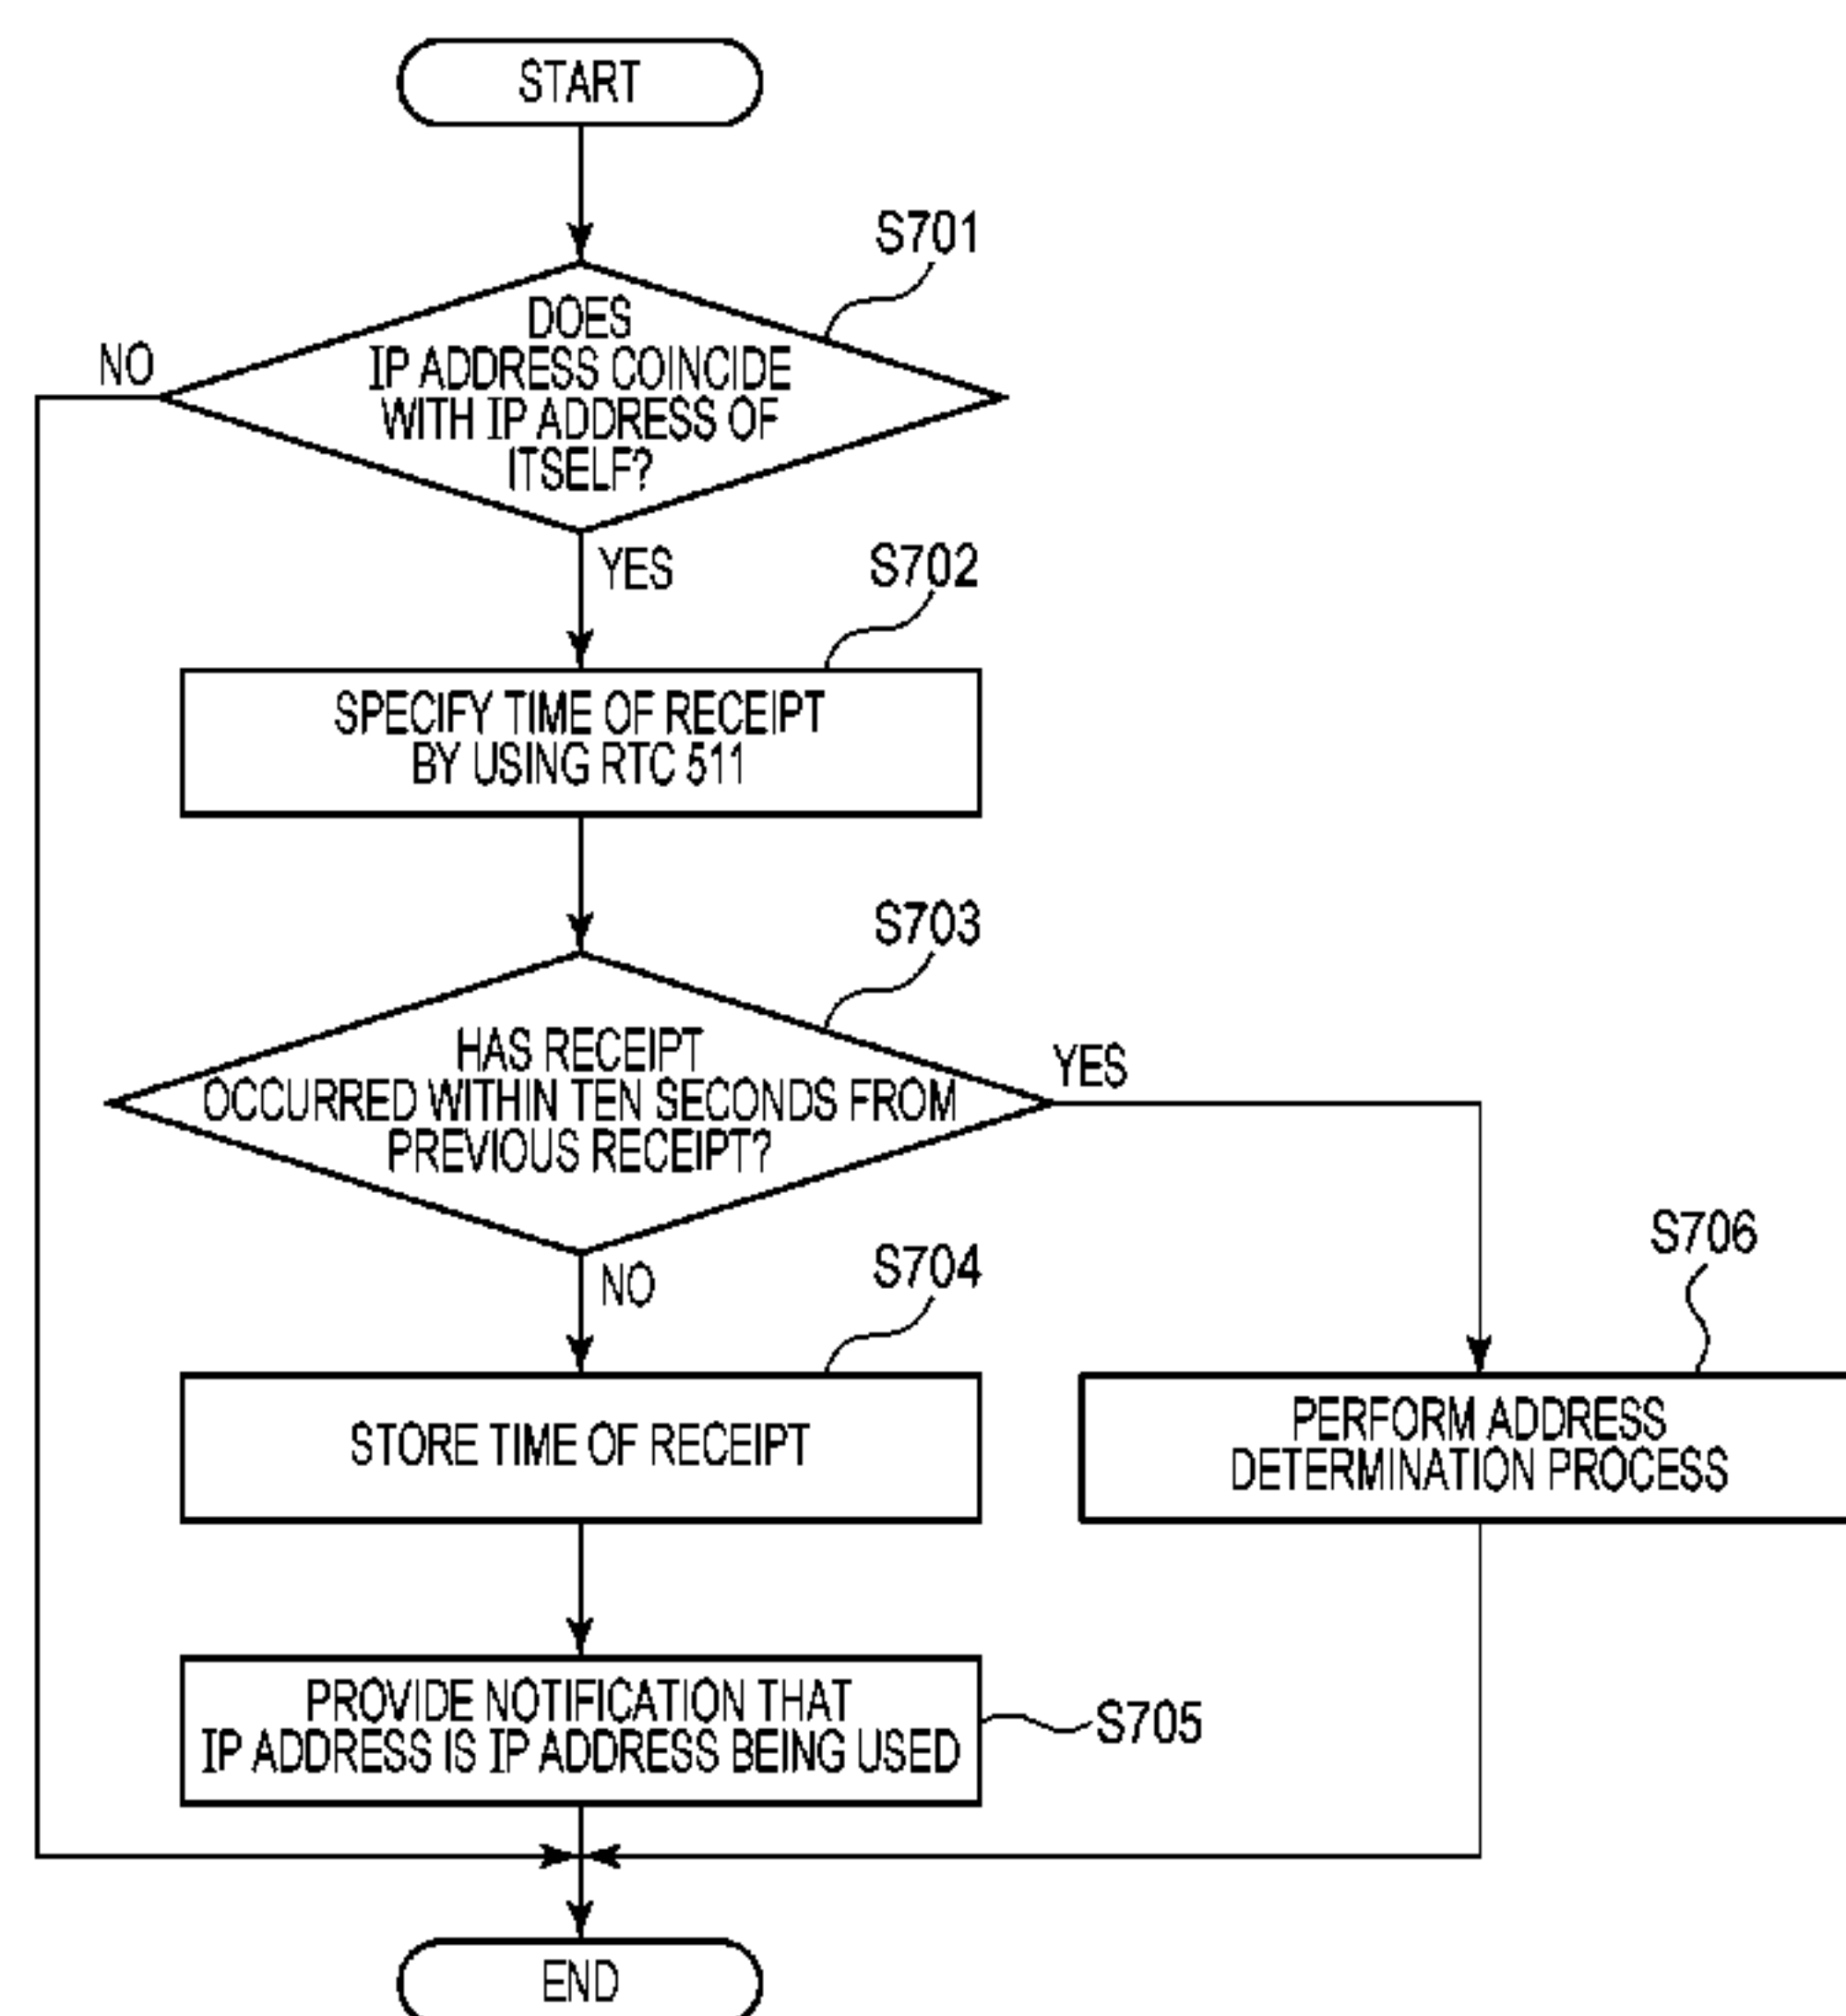 START
S701
DOES
IP ADDRESS COINCIDE
WITH IP ADDRESS OF
ITSELF?
NO
YES
S702
SPECIFY TIME OF RECEIPT
BY USING RTC 511
S703
HAS RECEIPT
OCCURRED WITHIN TEN SECONDS FROM
PREVIOUS RECEIPT?
YES
NO
S704
STORE TIME OF RECEIPT
S706
PERFORM ADDRESS
DETERMINATION PROCESS
PROVIDE NOTIFICATION THAT
IP ADDRESS IS IP ADDRESS BEING USED
S705
END